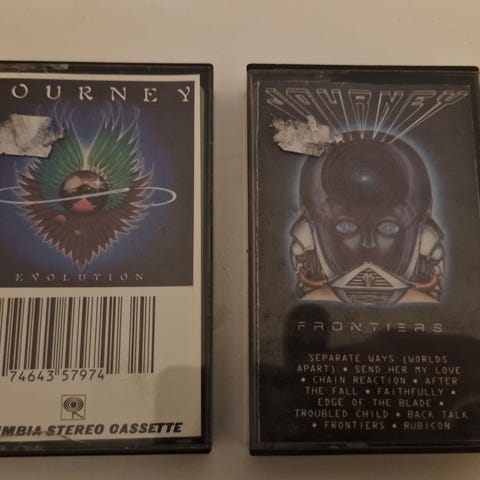 JOURNEY
EVOLUTION
74643 57974
MBIA STEREO CASSETTE
JOURNEY
FRONTIERS
SEPARATE WAYS (WORLDS
APART) • SEND HER MY LOVE
• CHAIN REACTION • AFTER
THE FALL • FAITHFULLY •
EDGE OF THE BLADE •
TROUBLED CHILD • BACK TALK
• FRONTIERS • RUBICON